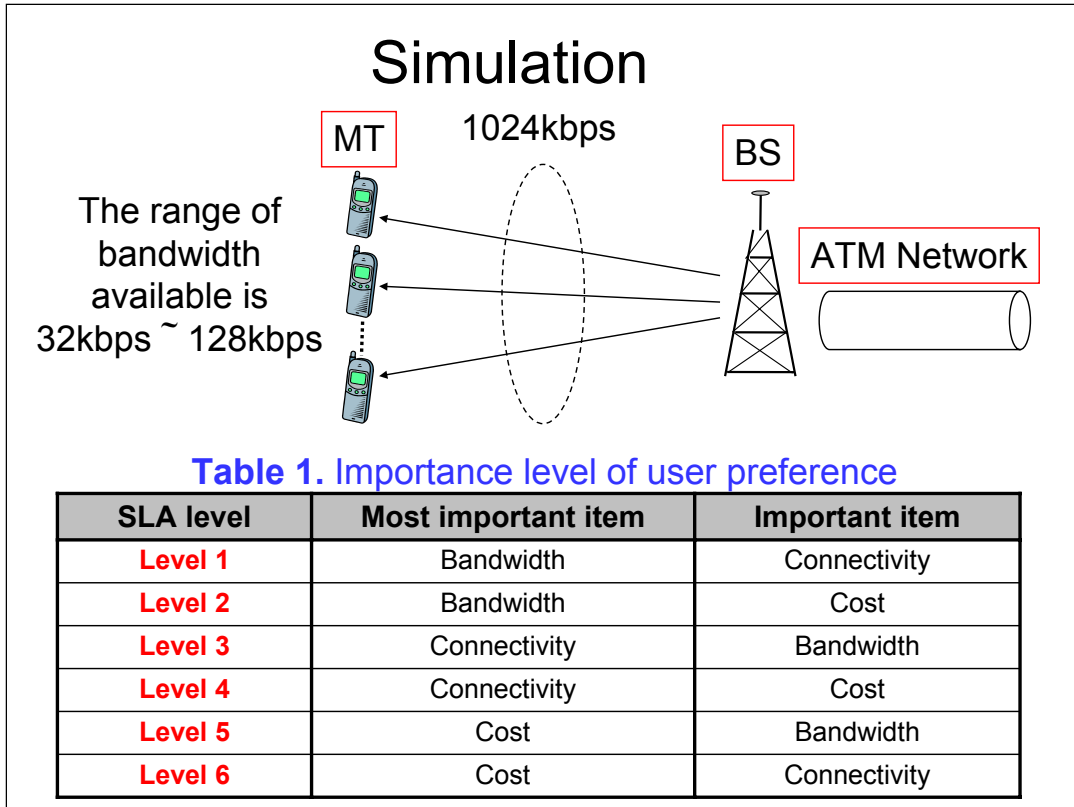 Simulation
MT
1024kbps
BS
The range of
bandwidth
available is
32kbps ~ 128kbps
ATM Network
Table 1. Importance level of user preference
SLA level Most important item Important item
Level 1 Bandwidth Connectivity
Level 2 Bandwidth Cost
Level 3 Connectivity Bandwidth
Level 4 Connectivity Cost
Level 5 Cost Bandwidth
Level 6 Cost Connectivity